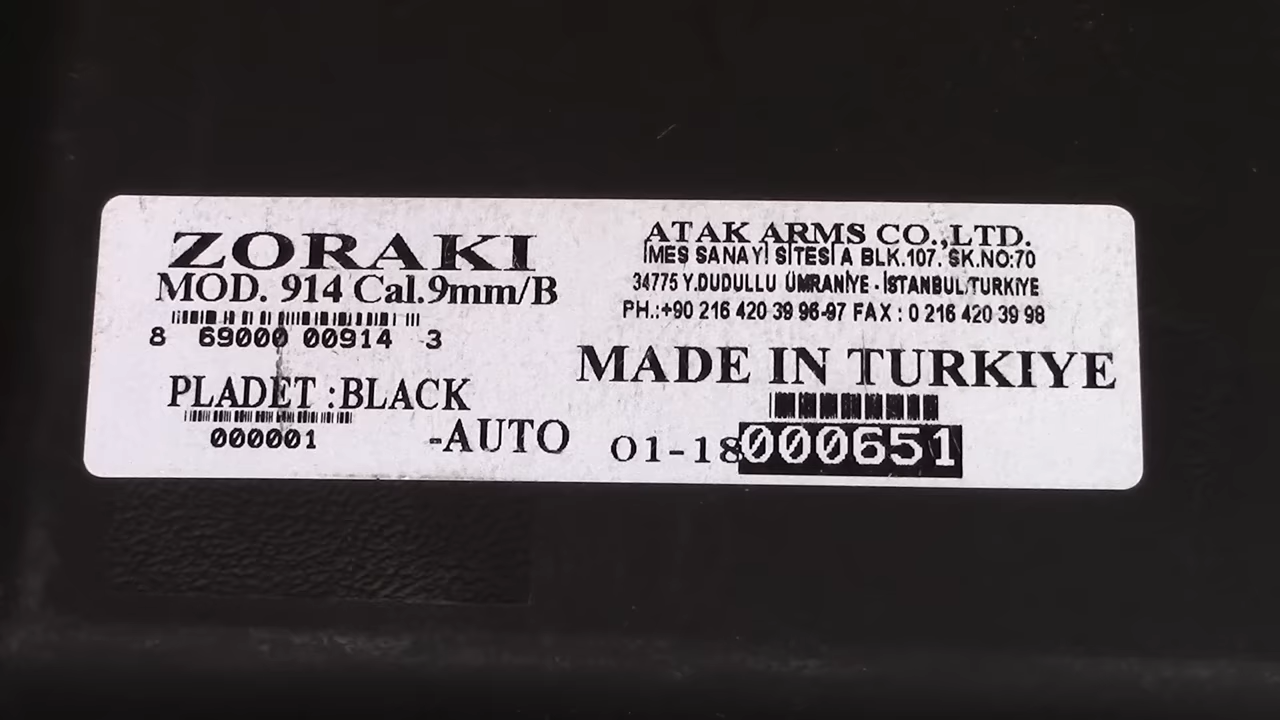 ZORAKI
MOD. 914 Cal.9mm/B
8 69000 00914 3
PLADET :BLACK
000001
-AUTO
ATAK ARMS CO.,LTD.
İMES SANAYİ SİTESİ A BLK.107. SK.NO:70
34775 Y.DUDULLU ÜMRANİYE - İSTANBUL/TURKIYE
PH.:+90 216 420 39 96-97 FAX : 0 216 420 39 98
MADE IN TURKIYE
01-18000651